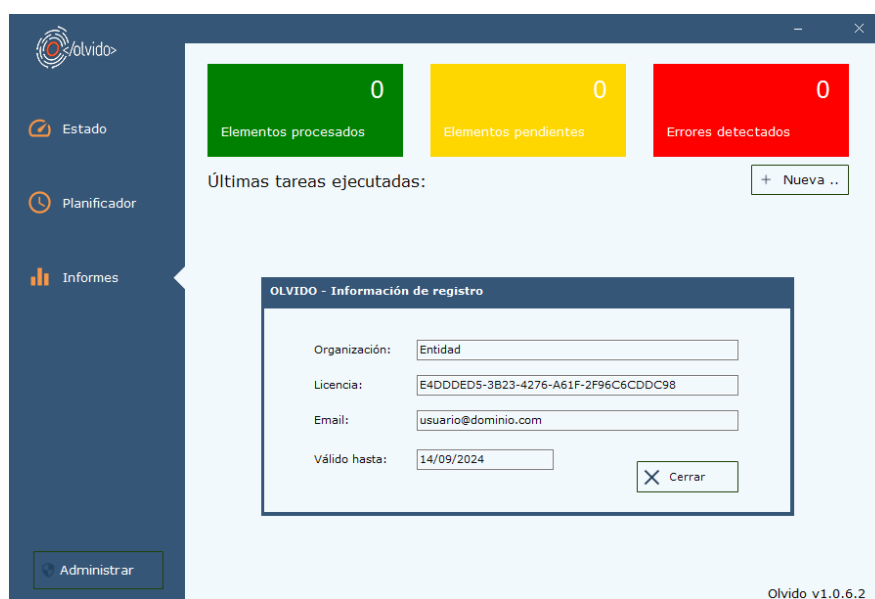 </olvido>
0
0
0
Estado
Elementos procesados
Elementos pendientes
Errores detectados
Últimas tareas ejecutadas:
+ Nueva ..
Planificador
Informes
OLVIDO - Información de registro
Organización: Entidad
Licencia: E4DDDED5-3B23-4276-A61F-2F96C6CDDC98
Email: usuario@dominio.com
Válido hasta: 14/09/2024
Cerrar
Administrar
Olvido v1.0.6.2